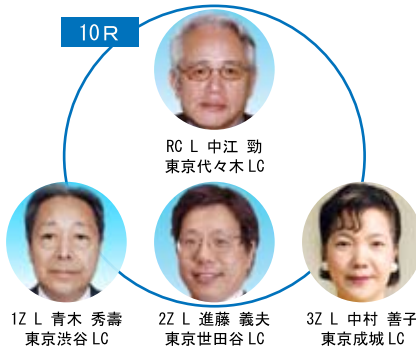 10R
RC L 中江 勁
東京代々木LC
1Z L 青木 秀壽
東京渋谷LC
2Z L 進藤 義夫
東京世田谷LC
3Z L 中村 善子
東京成城LC